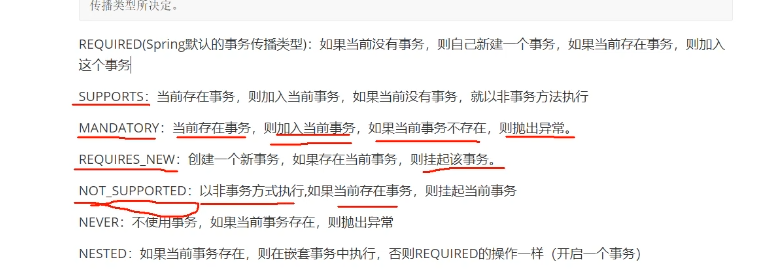 传播类型所决定。
REQUIRED(Spring默认的事务传播类型)：如果当前没有事务，则自己新建一个事务，如果当前存在事务，则加入
这个事务
SUPPORTS：当前存在事务，则加入当前事务，如果当前没有事务，就以非事务方法执行
MANDATORY：当前存在事务，则加入当前事务，如果当前事务不存在，则抛出异常。
REQUIRES_NEW：创建一个新事务，如果存在当前事务，则挂起该事务。
NOT_SUPPORTED：以非事务方式执行,如果当前存在事务，则挂起当前事务
NEVER：不使用事务，如果当前事务存在，则抛出异常
NESTED：如果当前事务存在，则在嵌套事务中执行，否则REQUIRED的操作一样（开启一个事务）